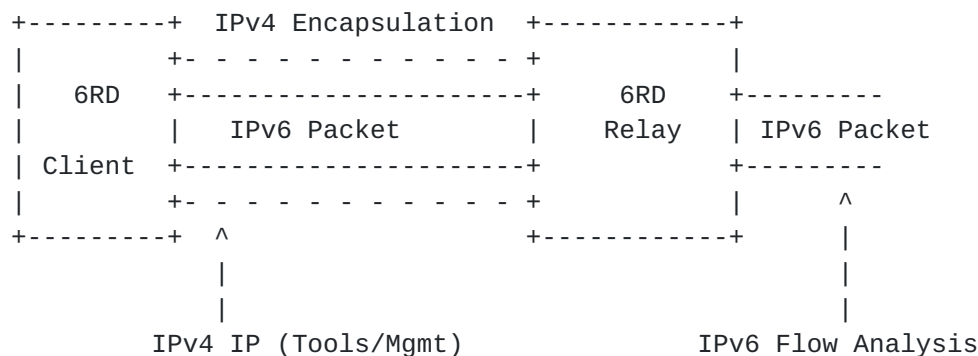 IPv4 Encapsulation
6RD 6RD
IPv6 Packet Relay IPv6 Packet
Client
IPv4 IP (Tools/Mgmt) IPv6 Flow Analysis